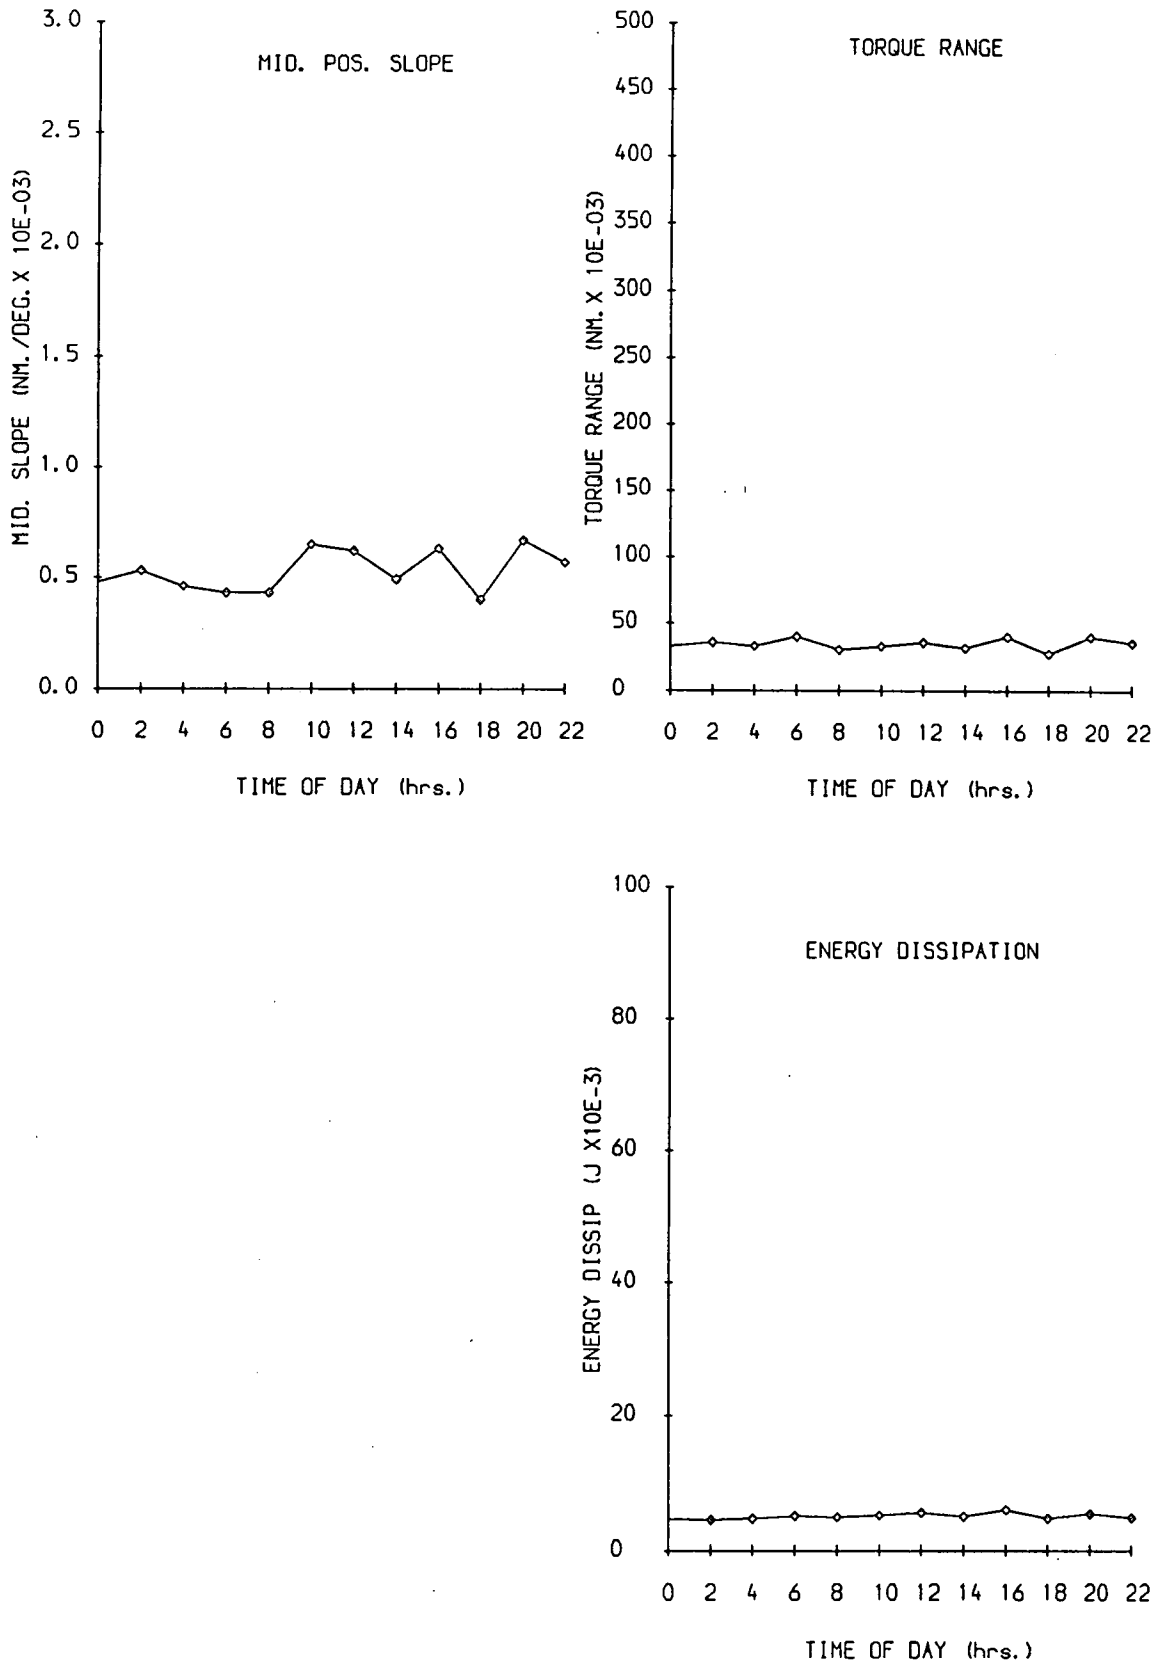 MID. POS. SLOPE
3.0
2.5
2.0
1.5
1.0
0.5
0.0
MID. SLOPE (NM./DEG.X 10E-03)
0 2 4 6 8 10 12 14 16 18 20 22
TIME OF DAY (hrs.)
TORQUE RANGE
500
450
400
350
300
250
200
150
100
50
0
TORQUE RANGE (NM.X 10E-03)
0 2 4 6 8 10 12 14 16 18 20 22
TIME OF DAY (hrs.)
ENERGY DISSIPATION
100
80
60
40
20
0
ENERGY DISSIP (J X10E-3)
0 2 4 6 8 10 12 14 16 18 20 22
TIME OF DAY (hrs.)